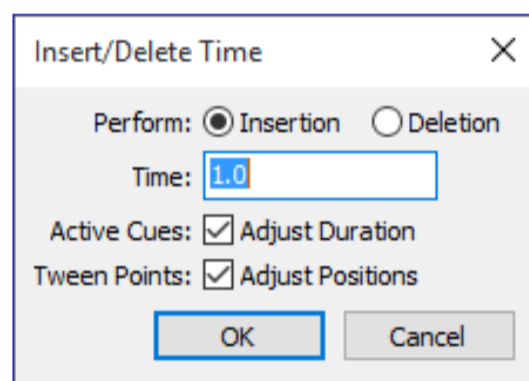 Insert/Delete Time
Perform: Insertion Deletion
Time: 1.0
Active Cues: Adjust Duration
Tween Points: Adjust Positions
OK Cancel